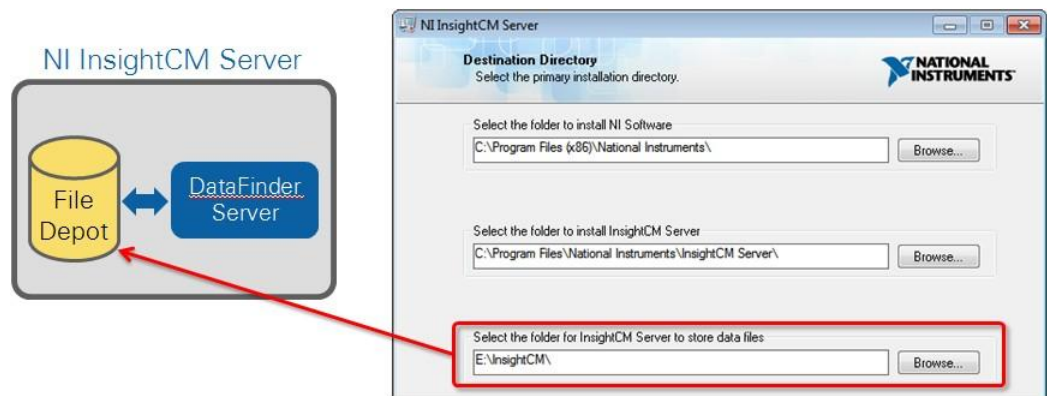 NI InsightCM Server
File
Depot
DataFinder
Server
NI InsightCM Server
Destination Directory
Select the primary installation directory.
NATIONAL
INSTRUMENTS
Select the folder to install NI Software
C:\Program Files (x86)\National Instruments\
Browse...
Select the folder to install InsightCM Server
C:\Program Files\National Instruments\InsightCM Server\
Browse...
Select the folder for InsightCM Server to store data files
E:\InsightCM\
Browse...